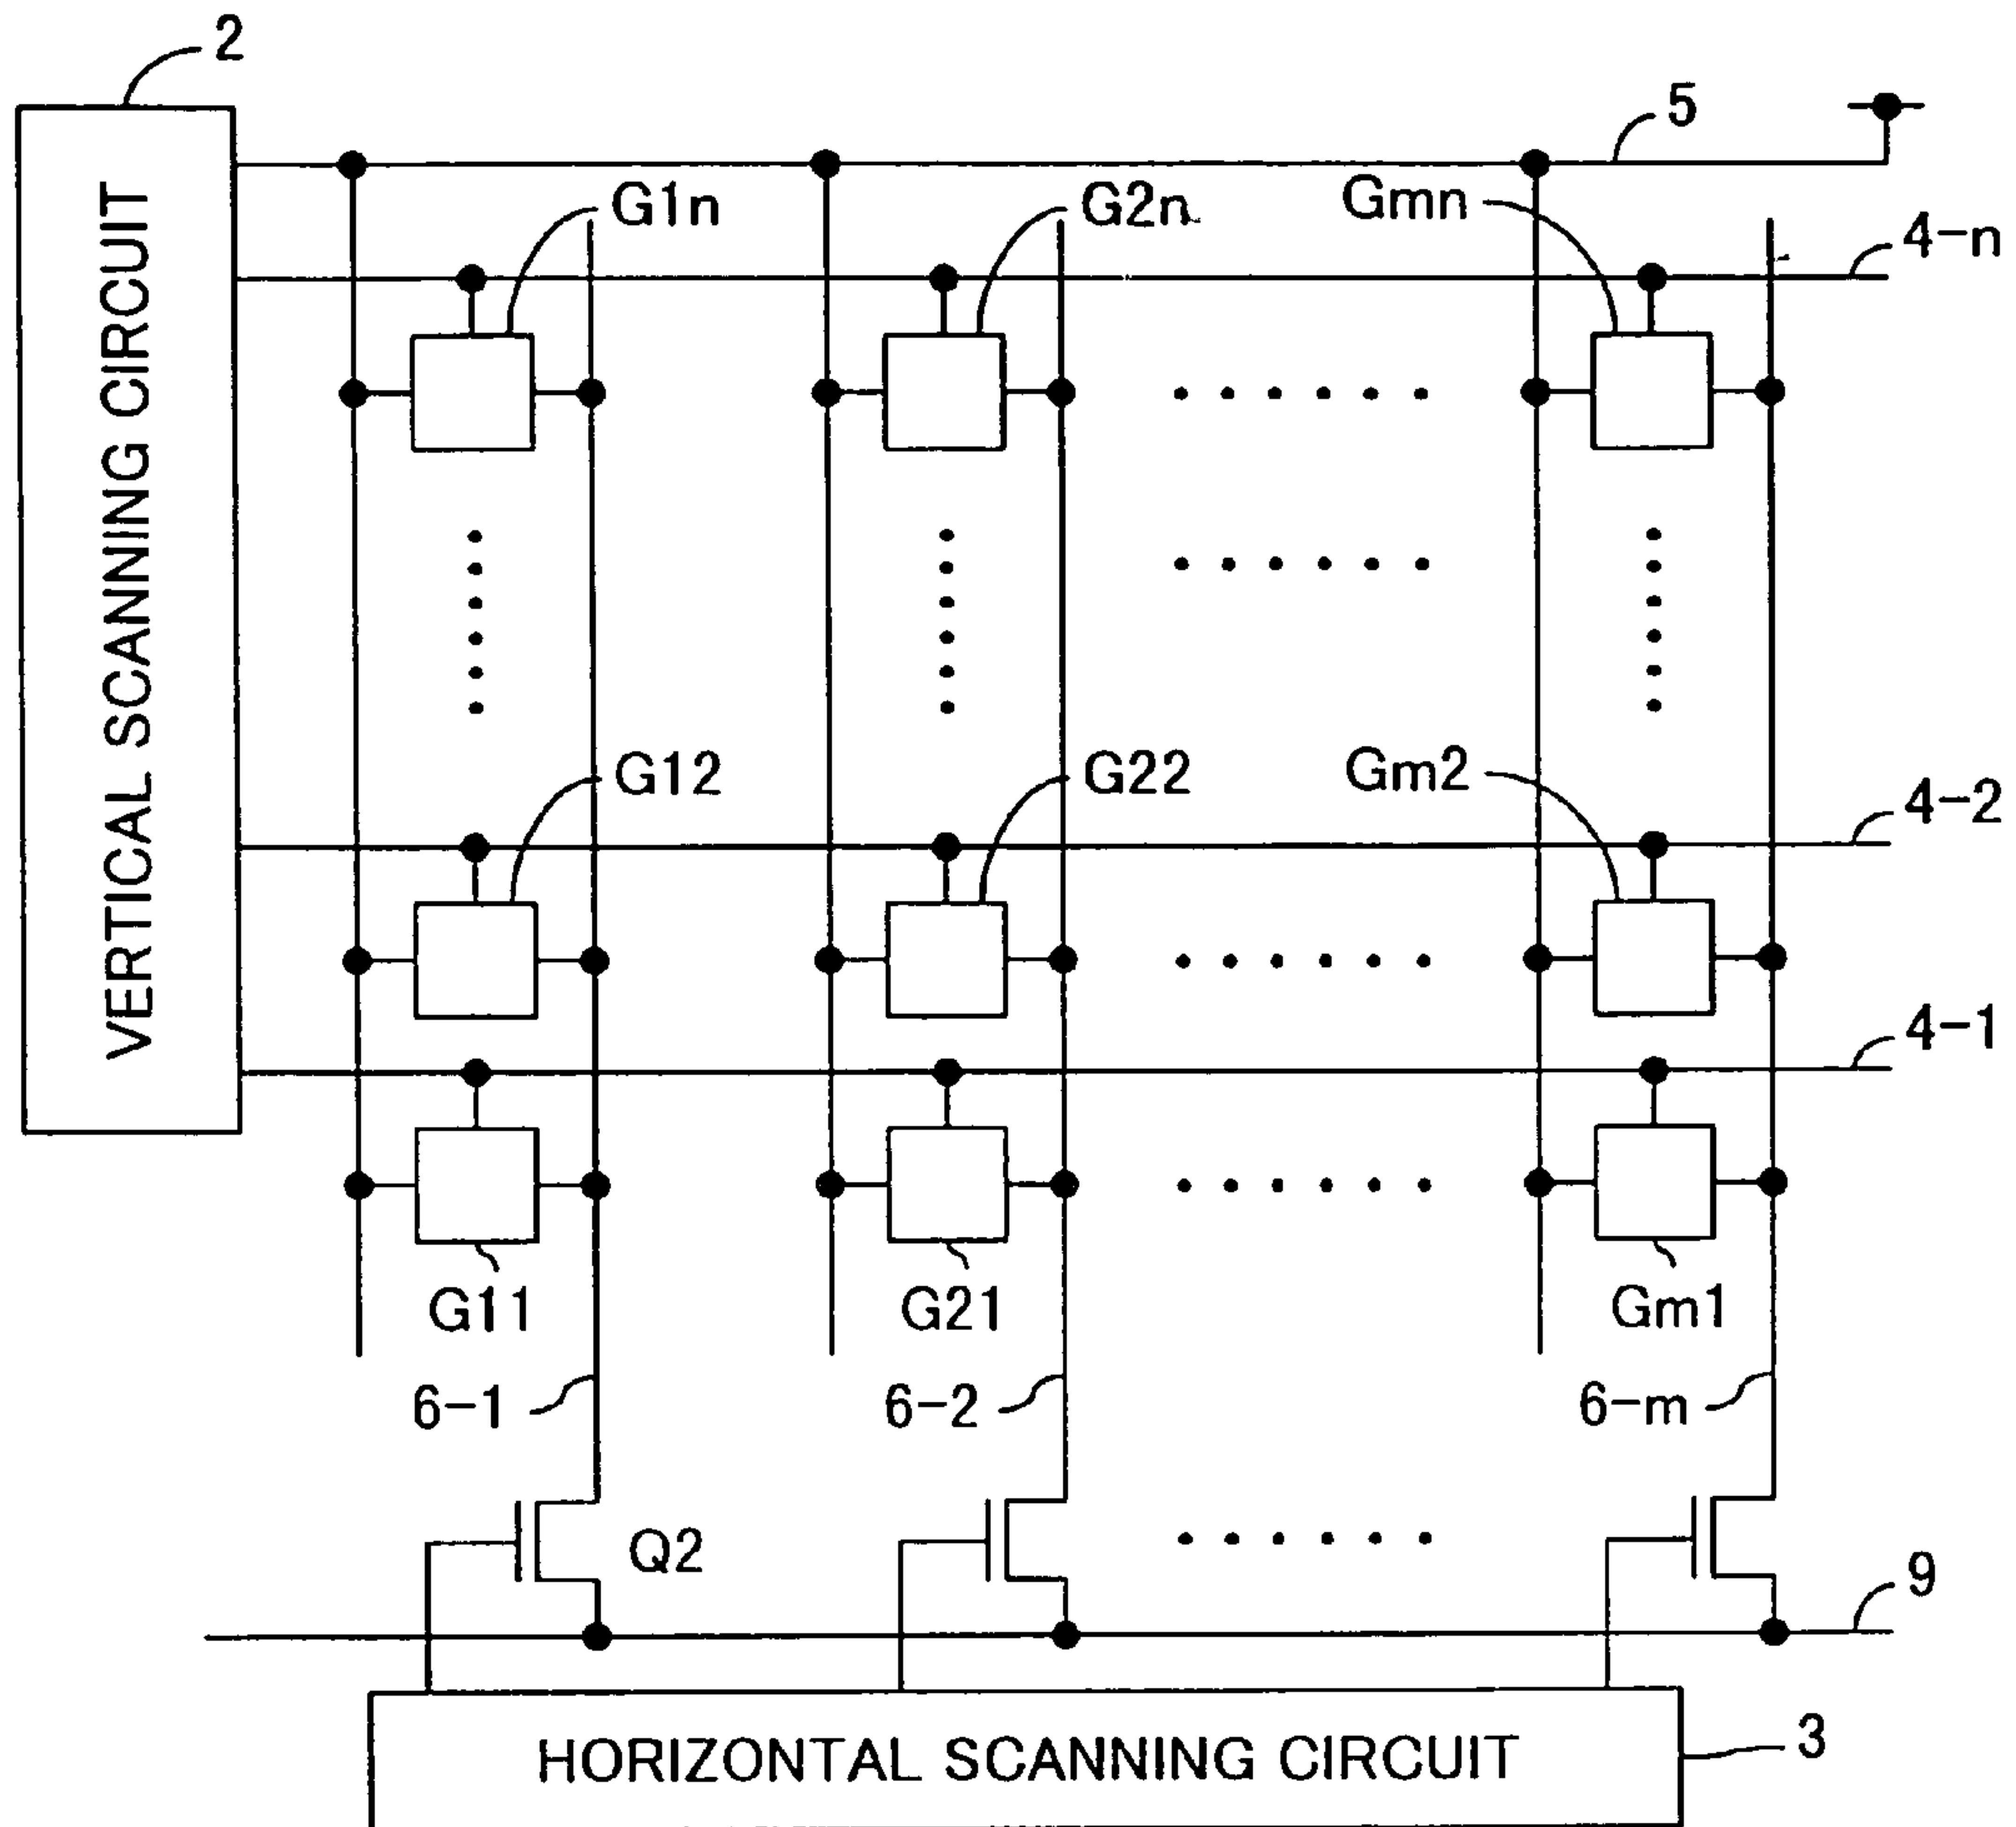 2
5
G1n
G2n
Gmn
4-n
VERTICAL SCANNING CIRCUIT
G12
G22
Gm2
4-2
4-1
G11
G21
Gm1
6-1
6-2
6-m
Q2
9
HORIZONTAL SCANNING CIRCUIT
3